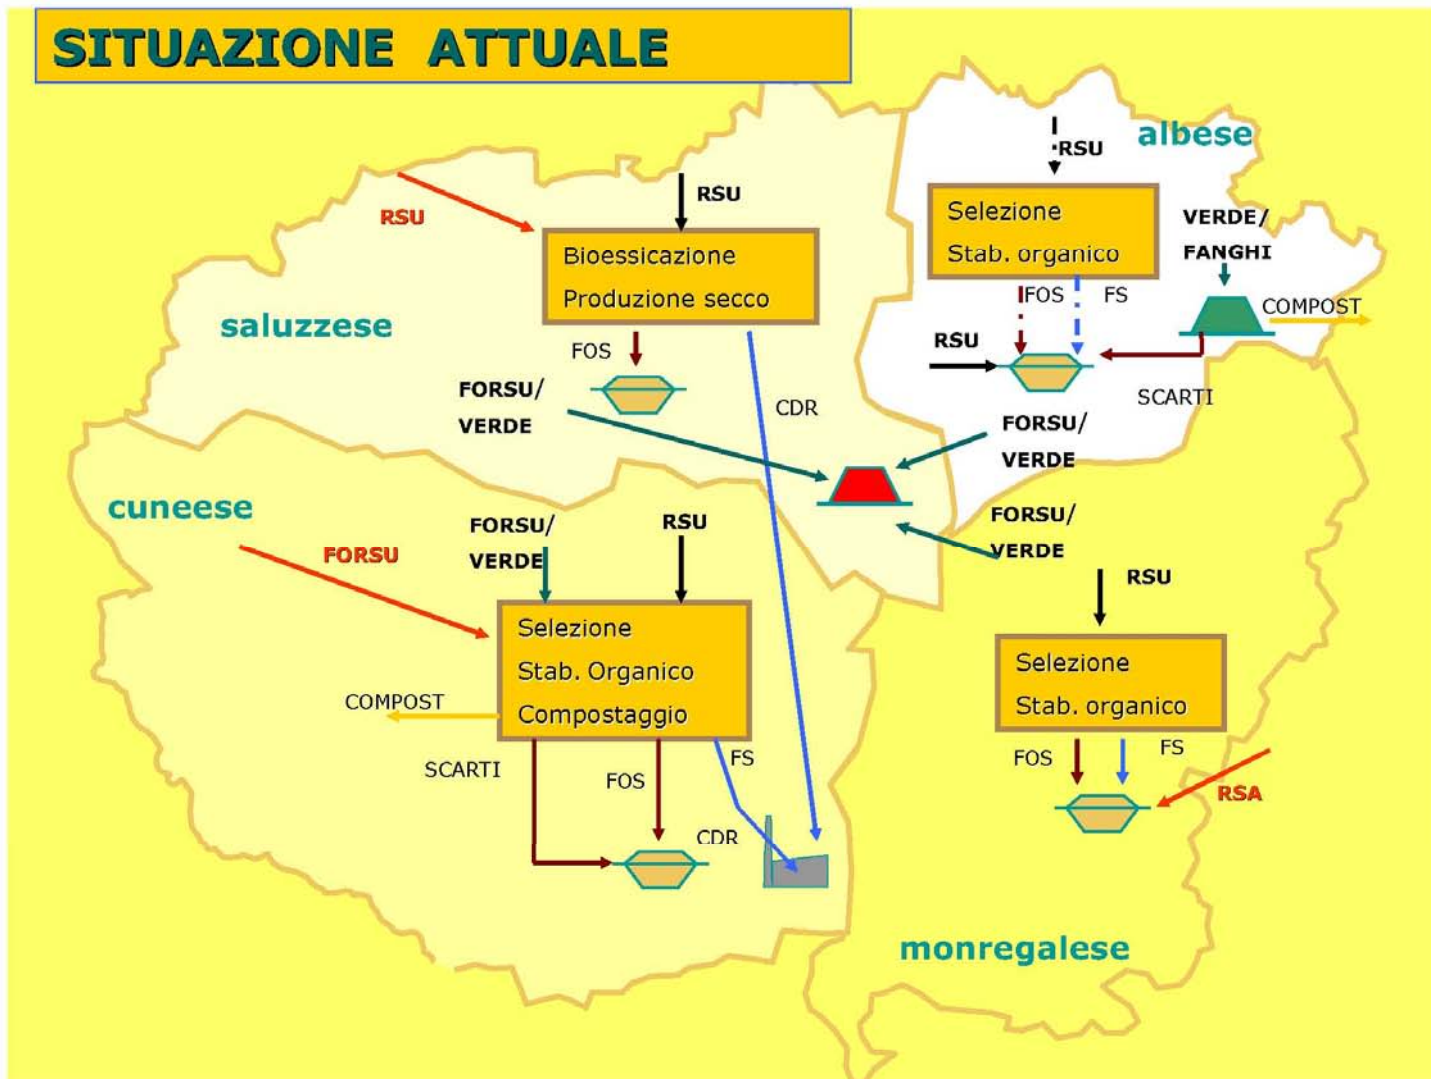 SITUAZIONE ATTUALE
albese
RSU
Selezione
Stab. organico
VERDE/
FANGHI
FOS
FS
COMPOST
RSU
SCARTI
FORSU/
VERDE
RSU
RSU
Bioessicazione
Produzione secco
saluzzese
FOS
CDR
FORSU/
VERDE
cuneese
FORSU
FORSU/
VERDE
RSU
Selezione
Stab. Organico
Compostaggio
COMPOST
SCARTI
FOS
FS
CDR
FORSU/
VERDE
RSU
Selezione
Stab. organico
FOS
FS
RSA
monregalese